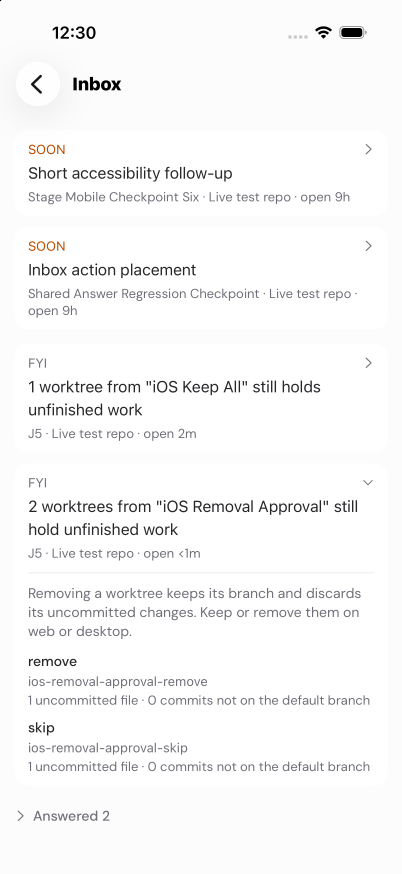 12:30
Inbox
SOON
Short accessibility follow-up
Stage Mobile Checkpoint Six · Live test repo · open 9h
SOON
Inbox action placement
Shared Answer Regression Checkpoint · Live test repo ·
open 9h
FYI
1 worktree from "iOS Keep All" still holds
unfinished work
J5 · Live test repo · open 2m
FYI
2 worktrees from "iOS Removal Approval" still
hold unfinished work
J5 · Live test repo · open <1m
Removing a worktree keeps its branch and discards
its uncommitted changes. Keep or remove them on
web or desktop.
remove
ios-removal-approval-remove
1 uncommitted file · 0 commits not on the default branch
skip
ios-removal-approval-skip
1 uncommitted file · 0 commits not on the default branch
Answered 2